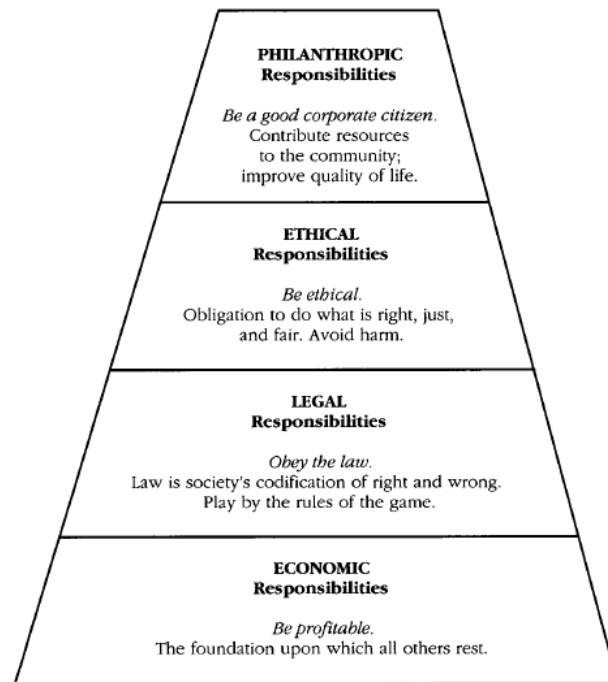 PHILANTHROPIC
Responsibilities
Be a good corporate citizen.
Contribute resources
to the community;
improve quality of life.
ETHICAL
Responsibilities
Be ethical.
Obligation to do what is right, just,
and fair. Avoid harm.
LEGAL
Responsibilities
Obey the law.
Law is society's codification of right and wrong.
Play by the rules of the game.
ECONOMIC
Responsibilities
Be profitable.
The foundation upon which all others rest.